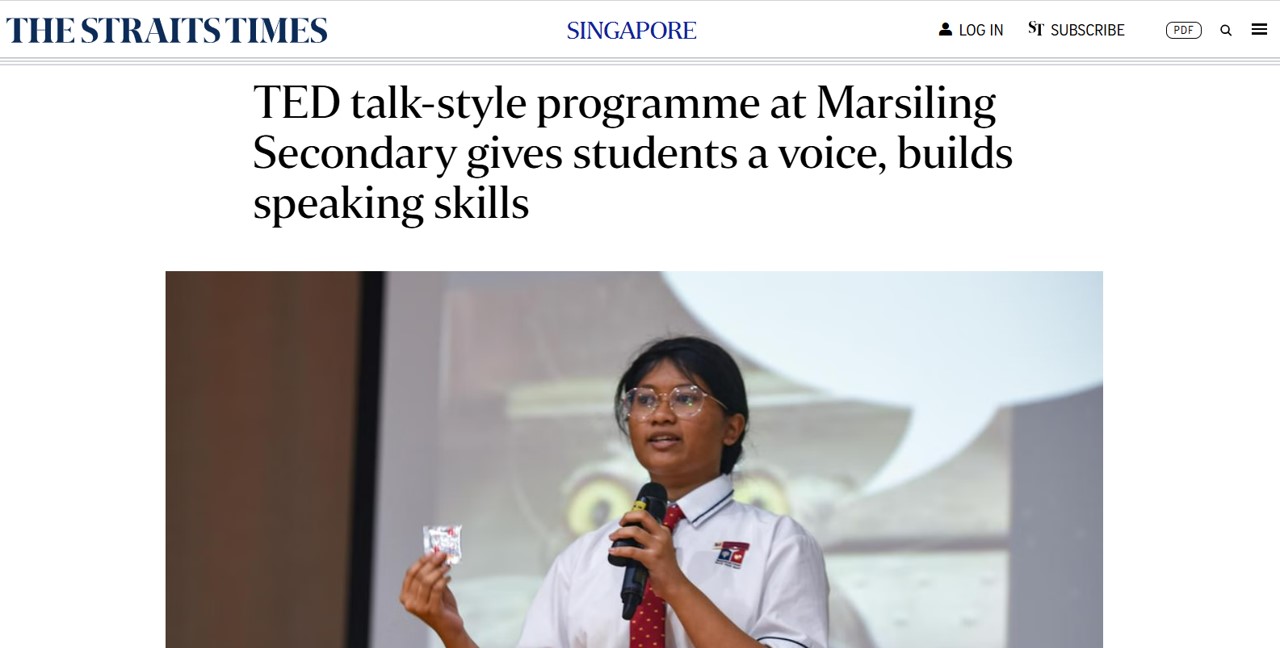 THE STRAITS TIMES
SINGAPORE
LOG IN
ST SUBSCRIBE
PDF
TED talk-style programme at Marsiling
Secondary gives students a voice, builds
speaking skills